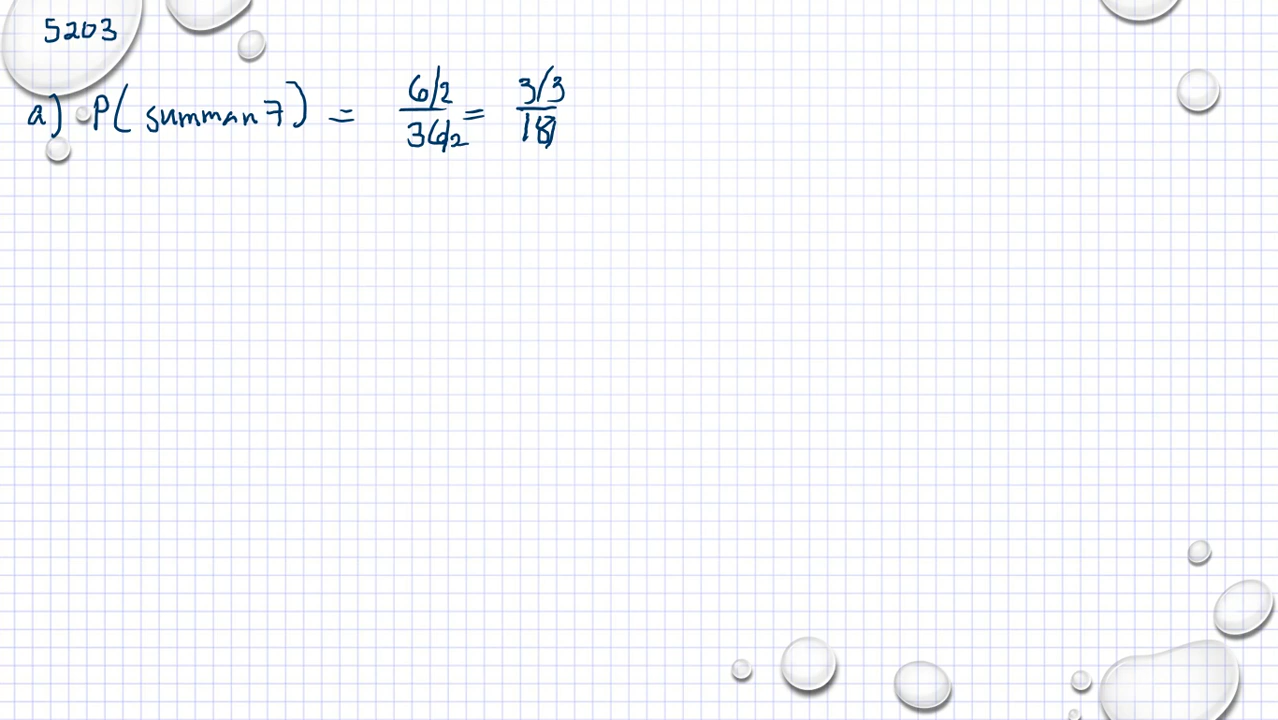 5203
a) P(summan 7) = 6/2 / 36/2 = 3/3 / 18/